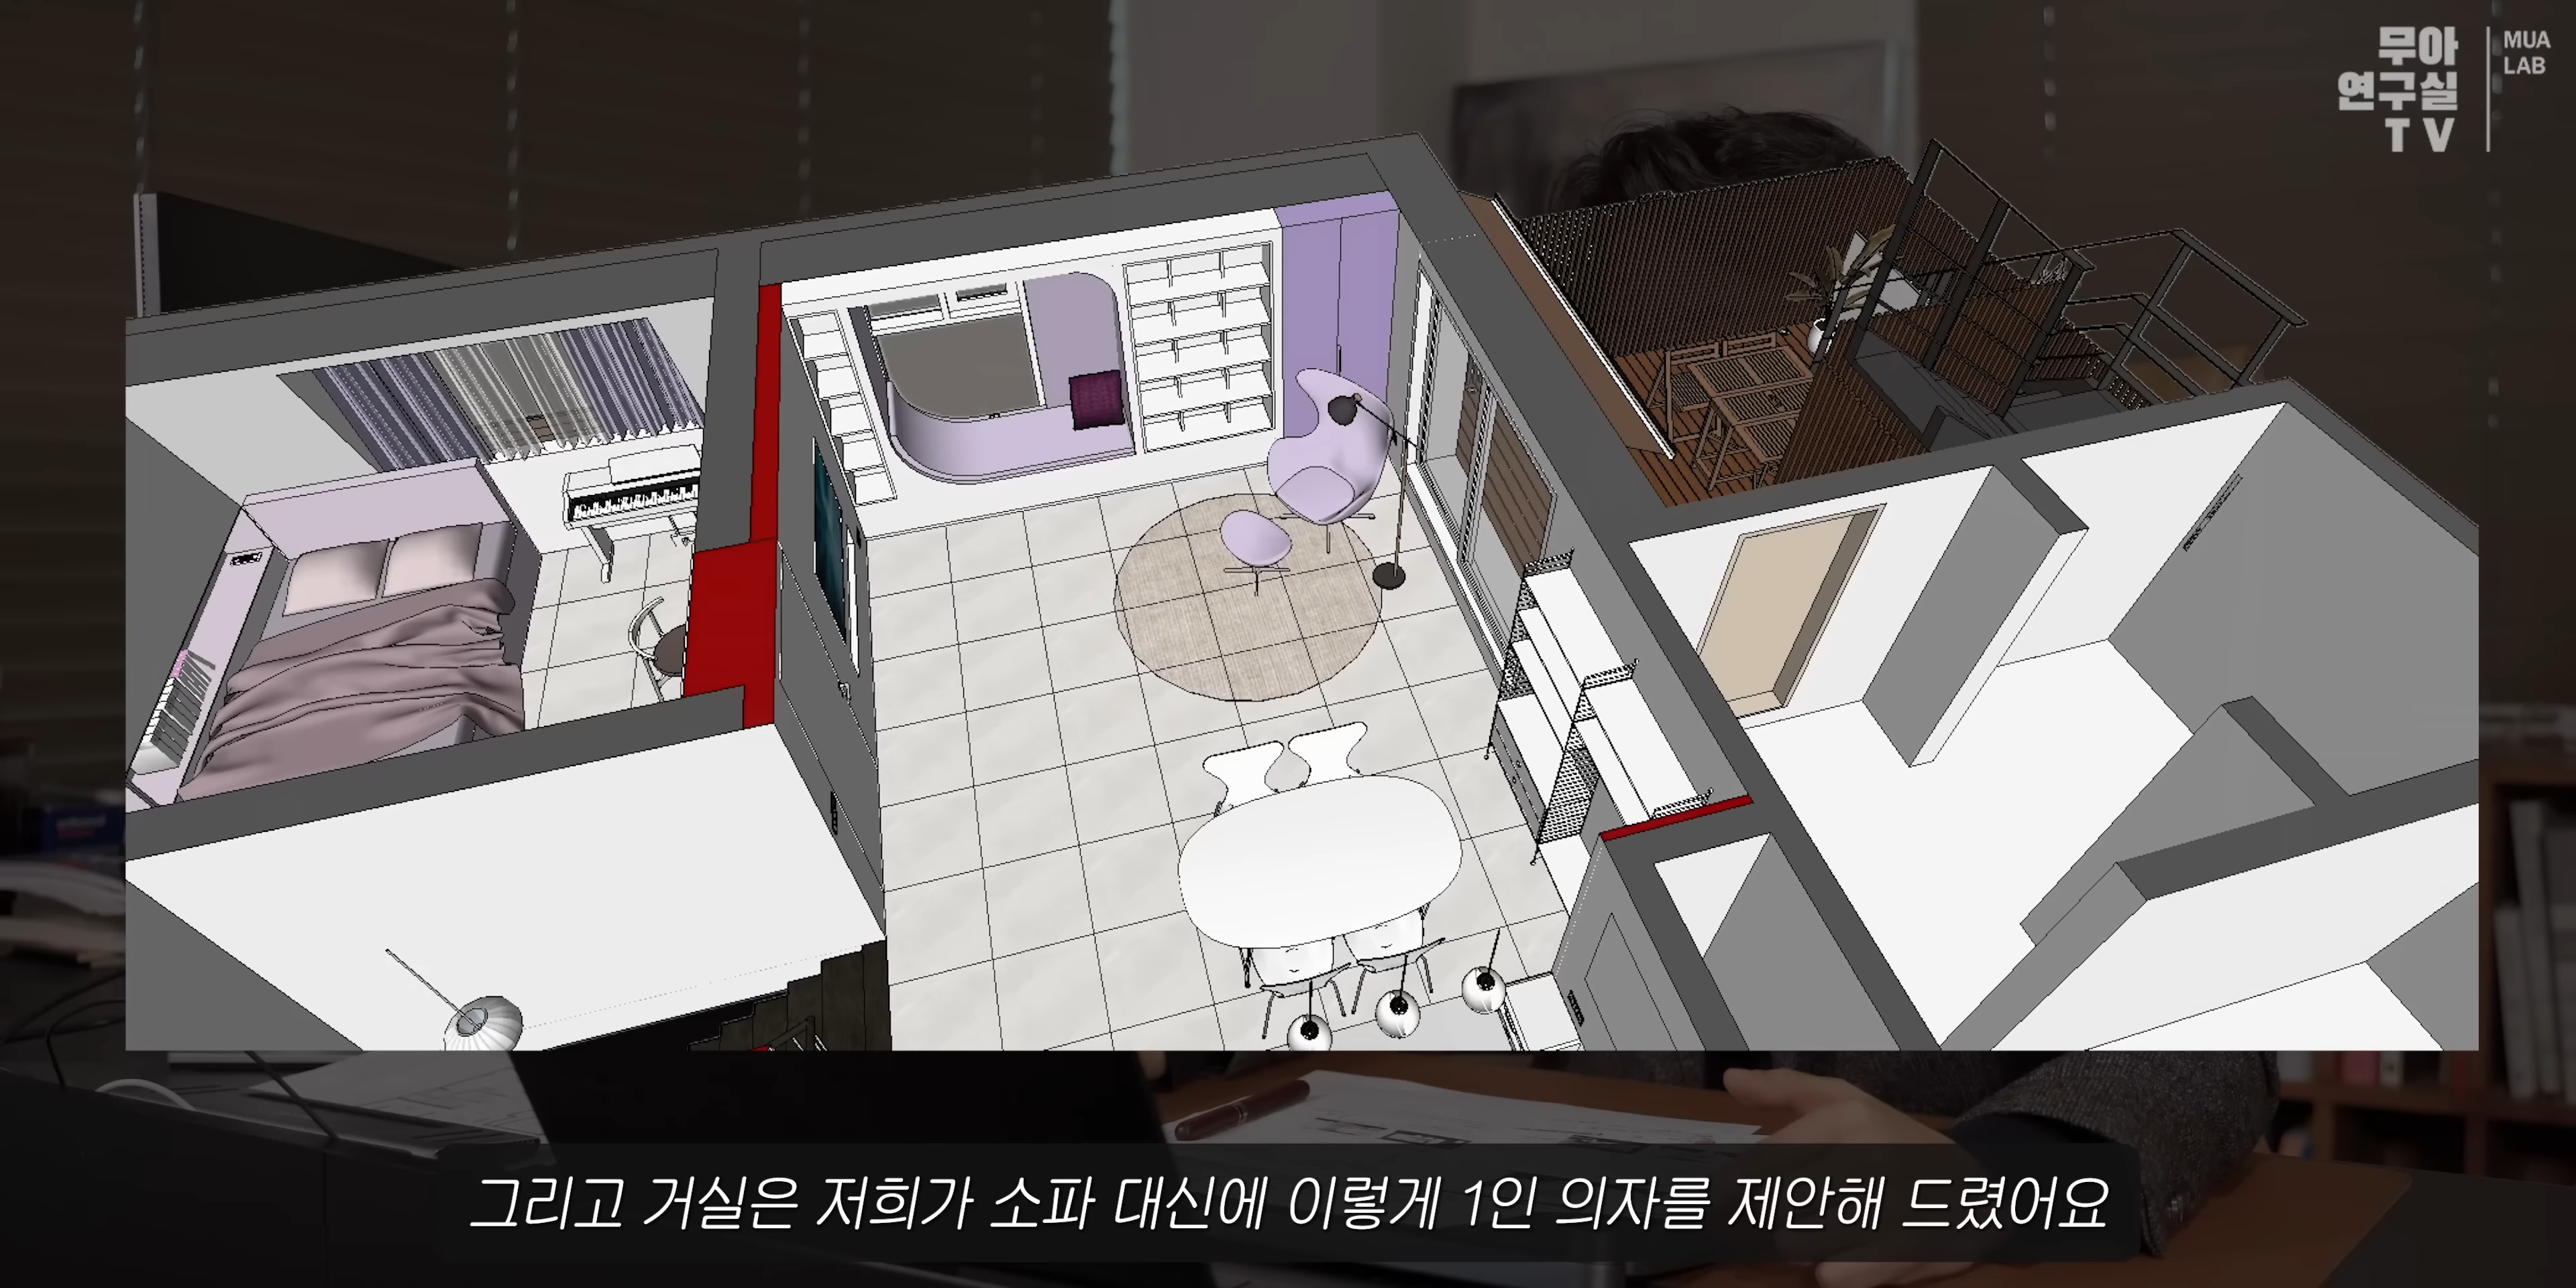 무아
연구실
TV
MUA
LAB
그리고 거실은 저희가 소파 대신에 이렇게 1인 의자를 제안해 드렸어요